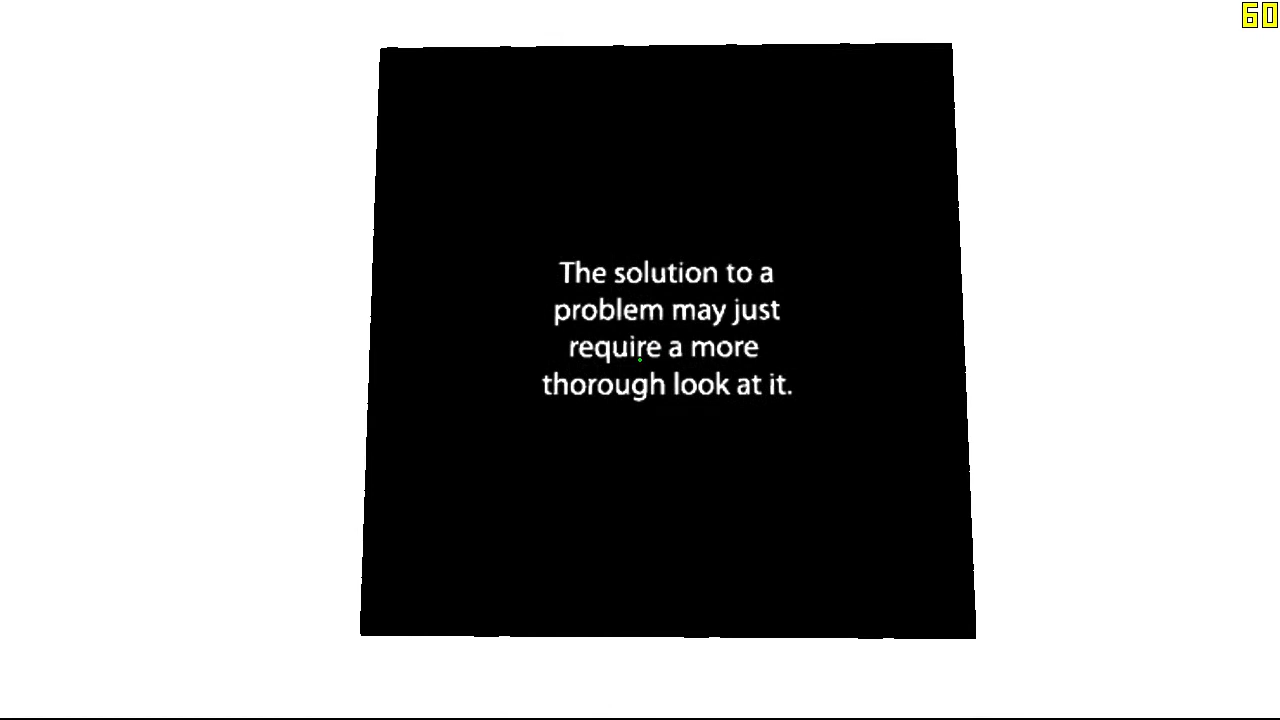 60
The solution to a
problem may just
require a more
thorough look at it.